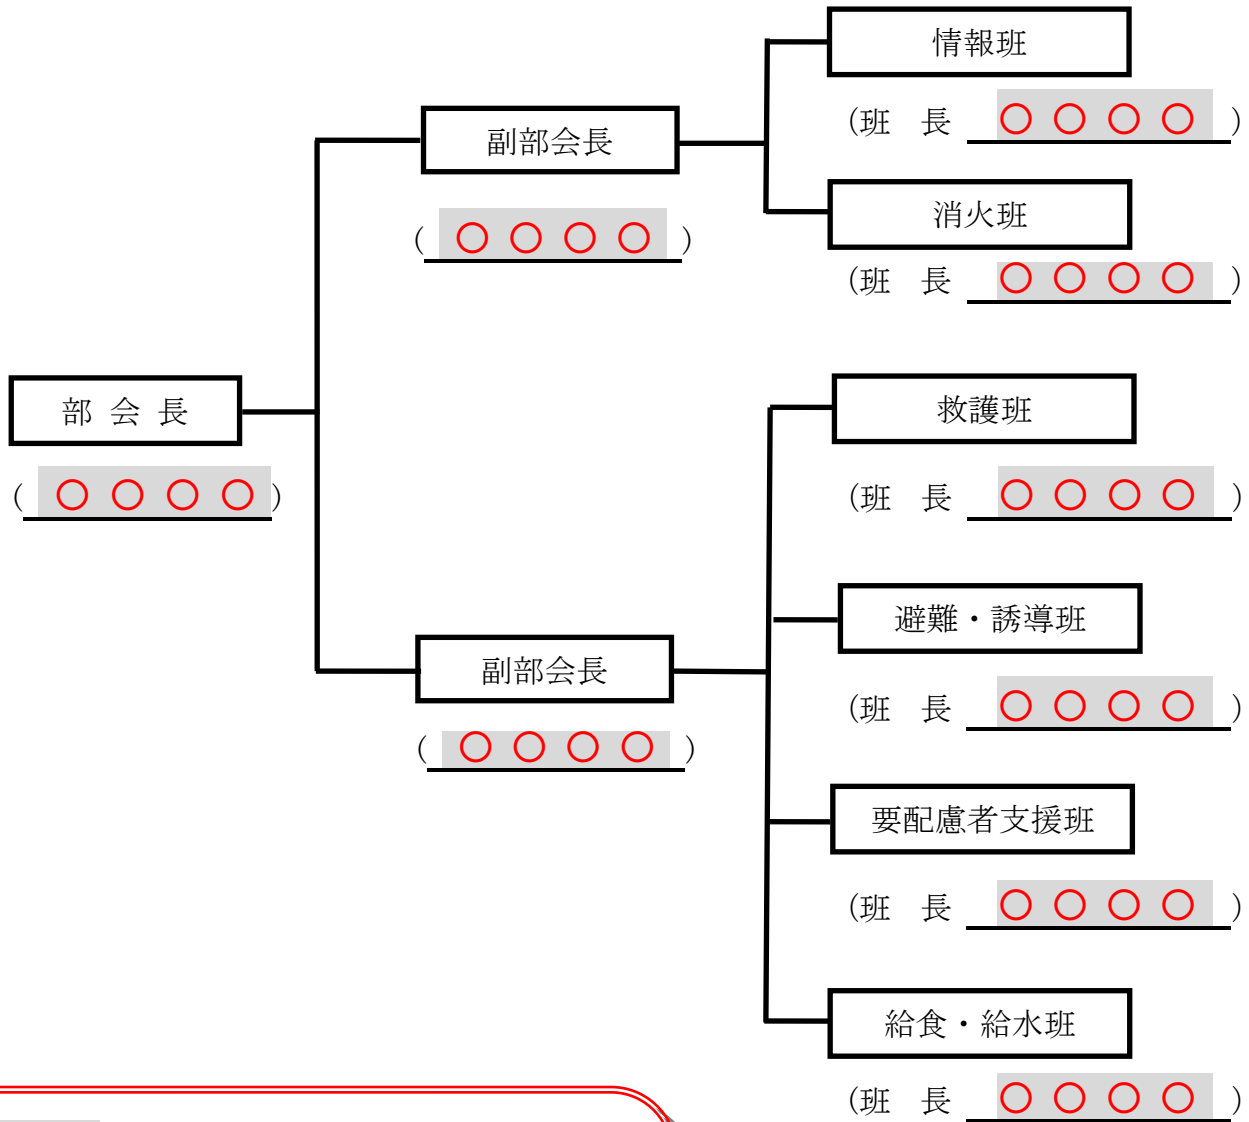 情報班
(班　長　○○○○)
副部会長
(○○○○)
消火班
(班　長　○○○○)
部 会 長
(○○○○)
救護班
(班　長　○○○○)
避難・誘導班
(班　長　○○○○)
副部会長
(○○○○)
要配慮者支援班
(班　長　○○○○)
給食・給水班
(班　長　○○○○)